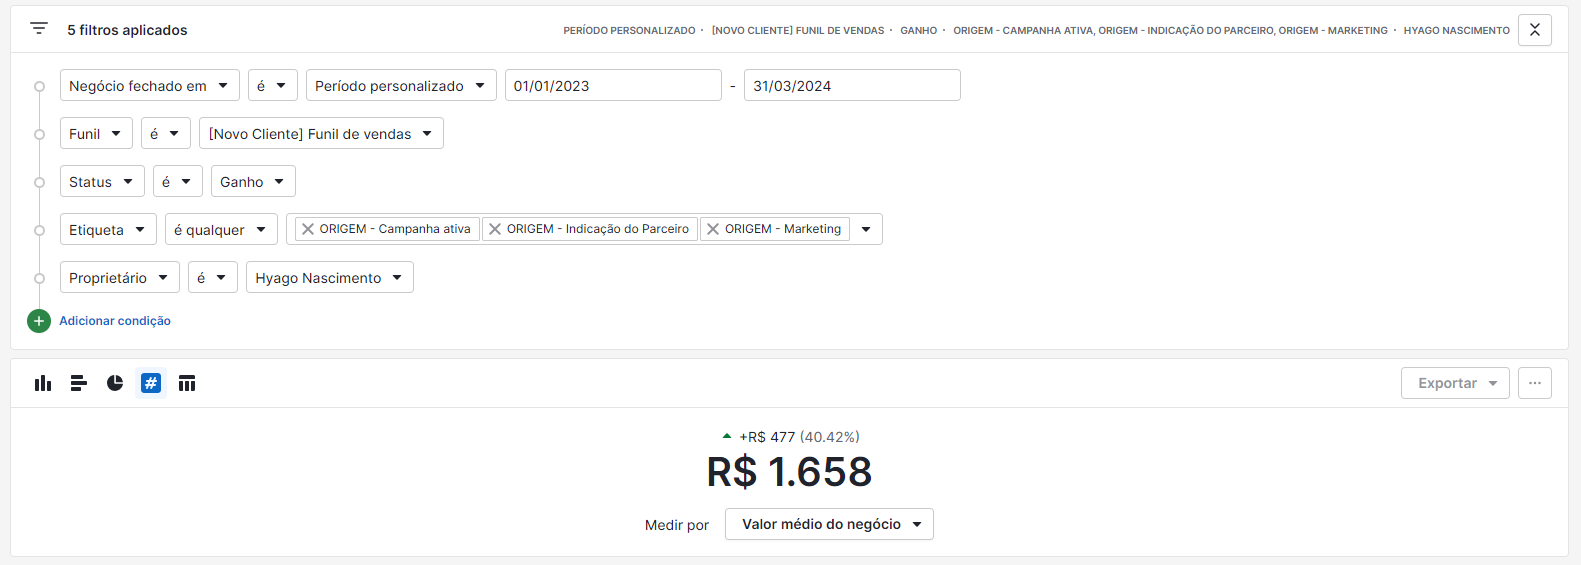 5 filtros aplicados
PERÍODO PERSONALIZADO · [NOVO CLIENTE] FUNIL DE VENDAS · GANHO · ORIGEM - CAMPANHA ATIVA, ORIGEM - INDICAÇÃO DO PARCEIRO, ORIGEM - MARKETING · HYAGO NASCIMENTO
Negócio fechado em é Período personalizado 01/01/2023 - 31/03/2024
Funil é [Novo Cliente] Funil de vendas
Status é Ganho
Etiqueta é qualquer ORIGEM - Campanha ativa ORIGEM - Indicação do Parceiro ORIGEM - Marketing
Proprietário é Hyago Nascimento
Adicionar condição
# Exportar ...
+R$ 477 (40.42%)
R$ 1.658
Medir por Valor médio do negócio